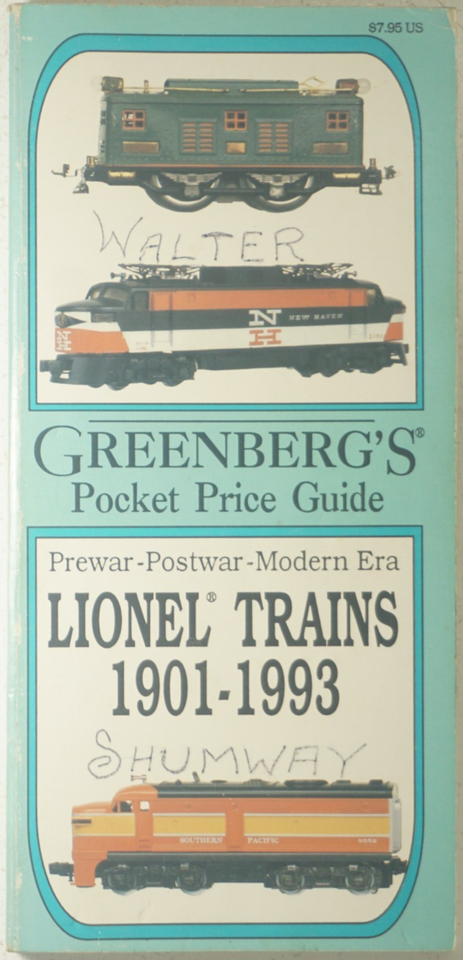 $7.95 US
WALTER
N NEW HAVEN
H
GREENBERG'S®
Pocket Price Guide
Prewar-Postwar-Modern Era
LIONEL® TRAINS
1901-1993
SHUMWAY
SOUTHERN PACIFIC